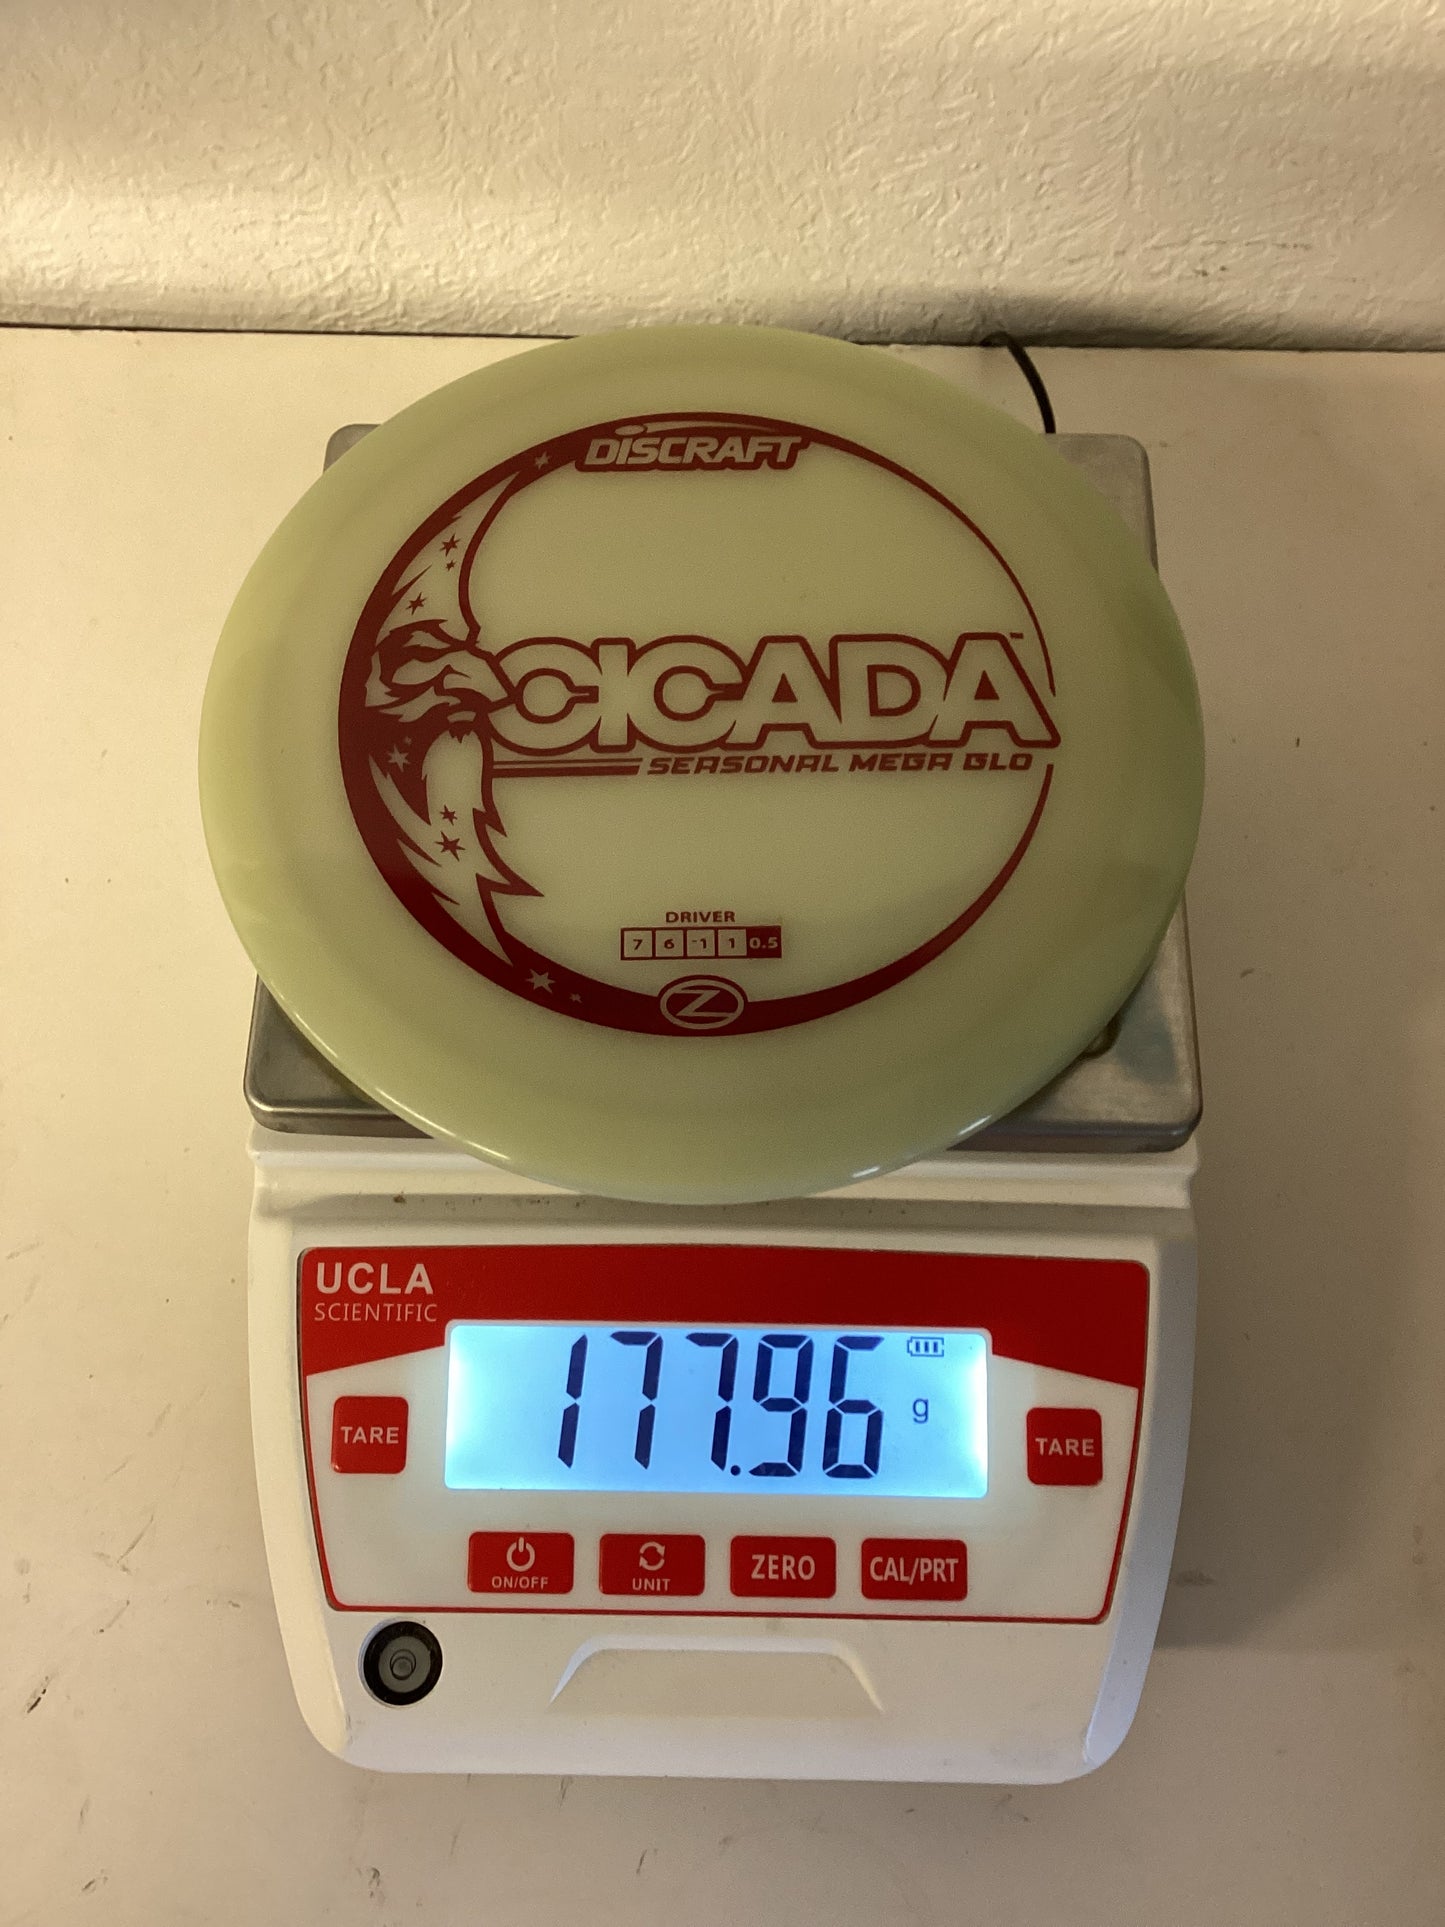 DISCRAFT
CICADA™
SEASONAL MEGA GLO
DRIVER
7 6 -1 1 0.5
Z
UCLA
SCIENTIFIC
177.96 g
TARE
TARE
ON/OFF
UNIT
ZERO
CAL/PRT